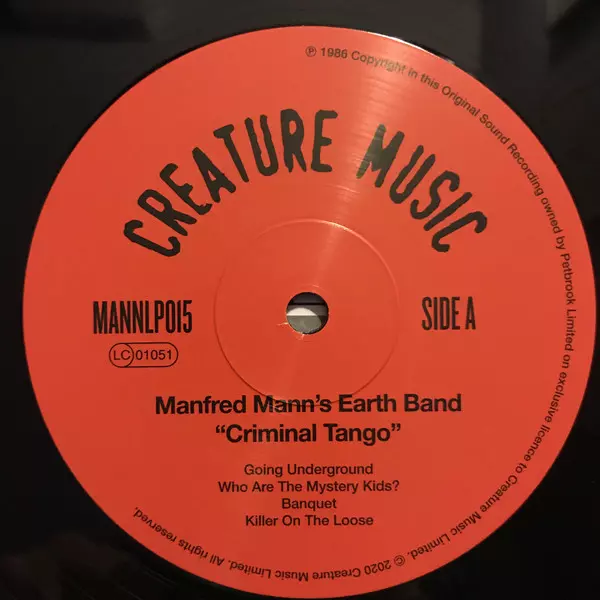 ℗ 1986 Copyright in this Original Sound Recording owned by Petbrook Limited on exclusive licence to Creature Music Limited. © 2020 Creature Music Limited. All rights reserved.
CREATURE MUSIC
MANNLP015
SIDE A
LC 01051
Manfred Mann's Earth Band
“Criminal Tango”
Going Underground
Who Are The Mystery Kids?
Banquet
Killer On The Loose